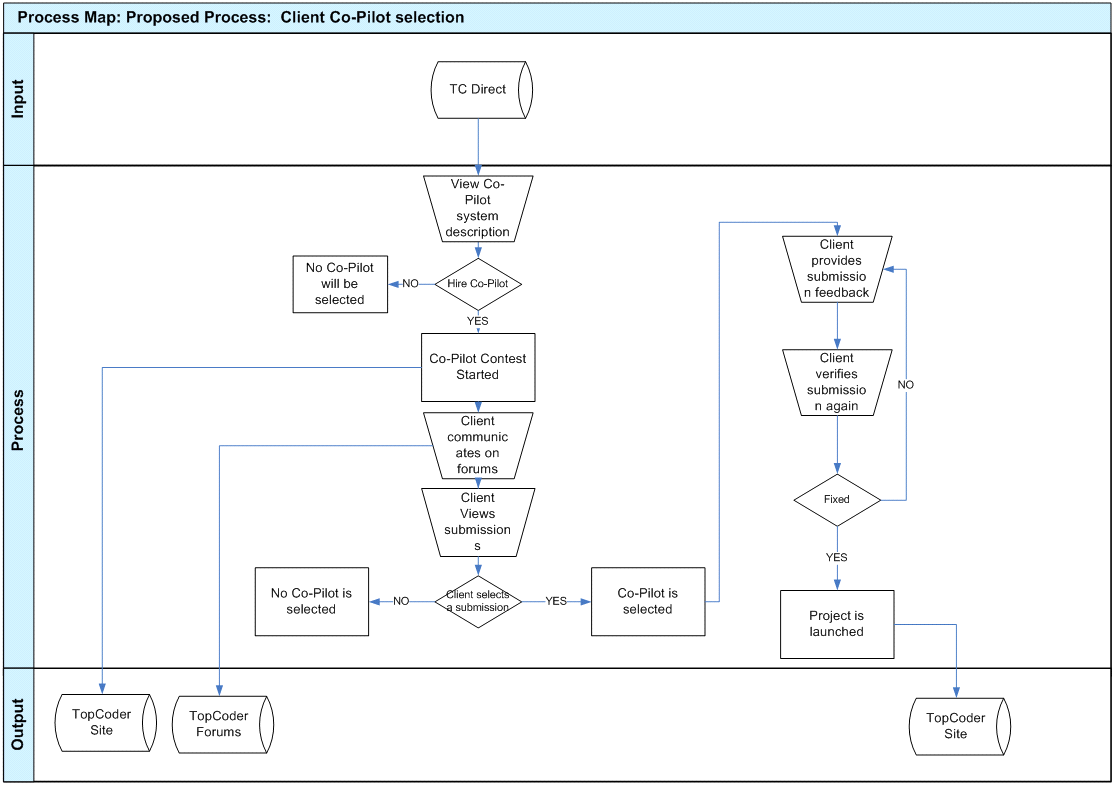 Process Map: Proposed Process:  Client Co-Pilot selection
Input
TC Direct
Process
View Co-
Pilot
system
description
Hire Co-Pilot
NO
No Co-Pilot
will be
selected
YES
Co-Pilot Contest
Started
Client
communic
ates on
forums
Client
Views
submission
s
Client selects
a submission
NO
No Co-Pilot is
selected
YES
Co-Pilot is
selected
Client
provides
submissio
n feedback
Client
verifies
submissio
n again
NO
Fixed
YES
Project is
launched
Output
TopCoder
Site
TopCoder
Forums
TopCoder
Site